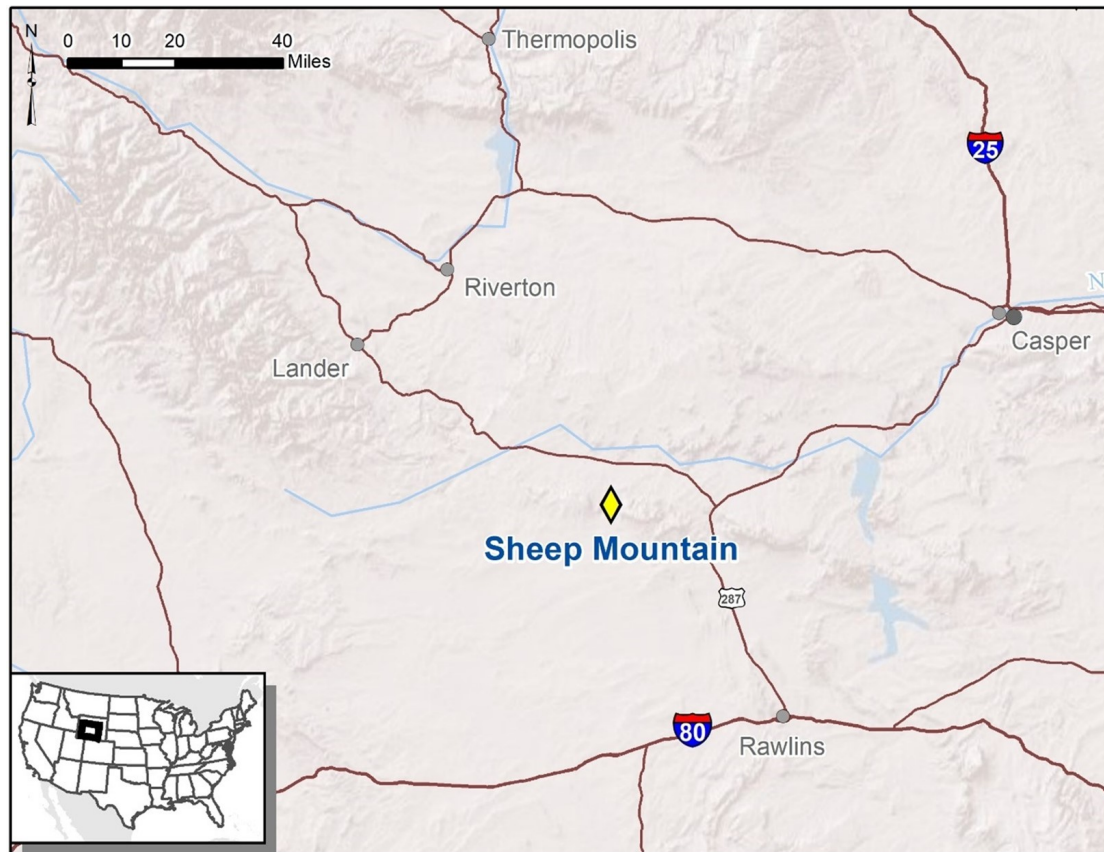 N
0 10 20 40
Miles
Thermopolis
25
Riverton
N
Casper
Lander
Sheep Mountain
287
80
Rawlins